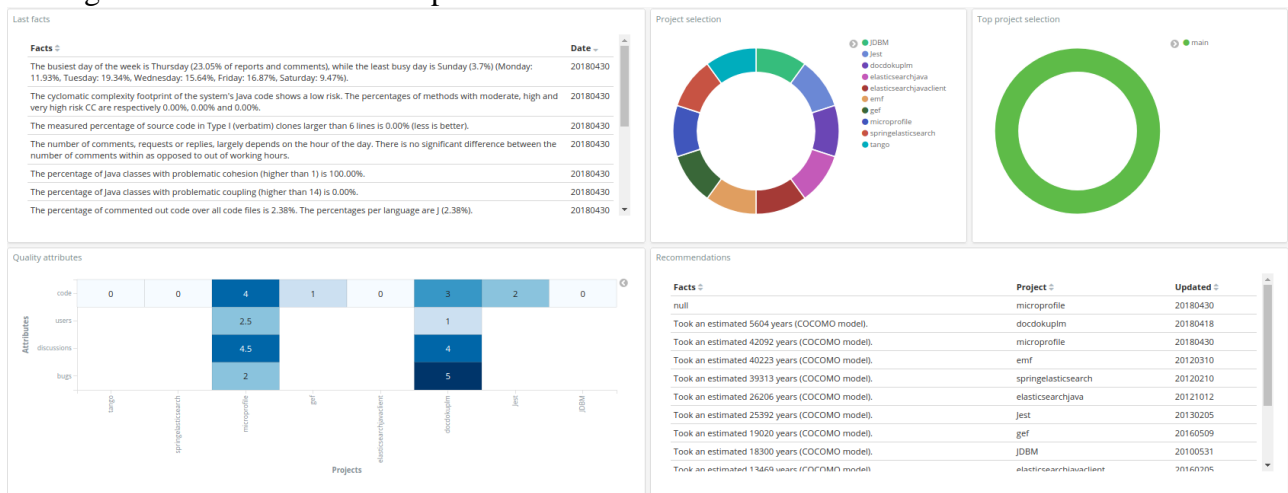 Last facts
Facts
Date
The busiest day of the week is Thursday (23.05% of reports and comments), while the least busy day is Sunday (3.7%) (Monday:
11.93%, Tuesday: 19.34%, Wednesday: 15.64%, Friday: 16.87%, Saturday: 9.47%).
20180430
The cyclomatic complexity footprint of the system's Java code shows a low risk. The percentages of methods with moderate, high and
very high risk CC are respectively 0.00%, 0.00% and 0.00%.
20180430
The measured percentage of source code in Type I (verbatim) clones larger than 6 lines is 0.00% (less is better).
20180430
The number of comments, requests or replies, largely depends on the hour of the day. There is no significant difference between the
number of comments within as opposed to out of working hours.
20180430
The percentage of Java classes with problematic cohesion (higher than 1) is 100.00%.
20180430
The percentage of Java classes with problematic coupling (higher than 14) is 0.00%.
20180430
The percentage of commented out code over all code files is 2.38%. The percentages per language are J (2.38%).
20180430
Project selection
JDBM
Jest
docdokuplm
elasticsearchjava
elasticsearchjavaclient
emf
gef
microprofile
springelasticsearch
tango
Top project selection
main
Quality attributes
Attributes
code
0 0 4 1 0 3 2 0
users
2.5 1
discussions
4.5 4
bugs
2 5
tango
springelasticsearch
microprofile
gef
elasticsearchjavaclient
docdokuplm
Jest
JDBM
Projects
Recommendations
Facts Project Updated
null microprofile 20180430
Took an estimated 5604 years (COCOMO model). docdokuplm 20180418
Took an estimated 42092 years (COCOMO model). microprofile 20180430
Took an estimated 40223 years (COCOMO model). emf 20120310
Took an estimated 39313 years (COCOMO model). springelasticsearch 20120210
Took an estimated 26206 years (COCOMO model). elasticsearchjava 20121012
Took an estimated 25392 years (COCOMO model). Jest 20130205
Took an estimated 19020 years (COCOMO model). gef 20160509
Took an estimated 18300 years (COCOMO model). JDBM 20100531
Took an estimated 13469 years (COCOMO model). elasticsearchjavaclient 20160205